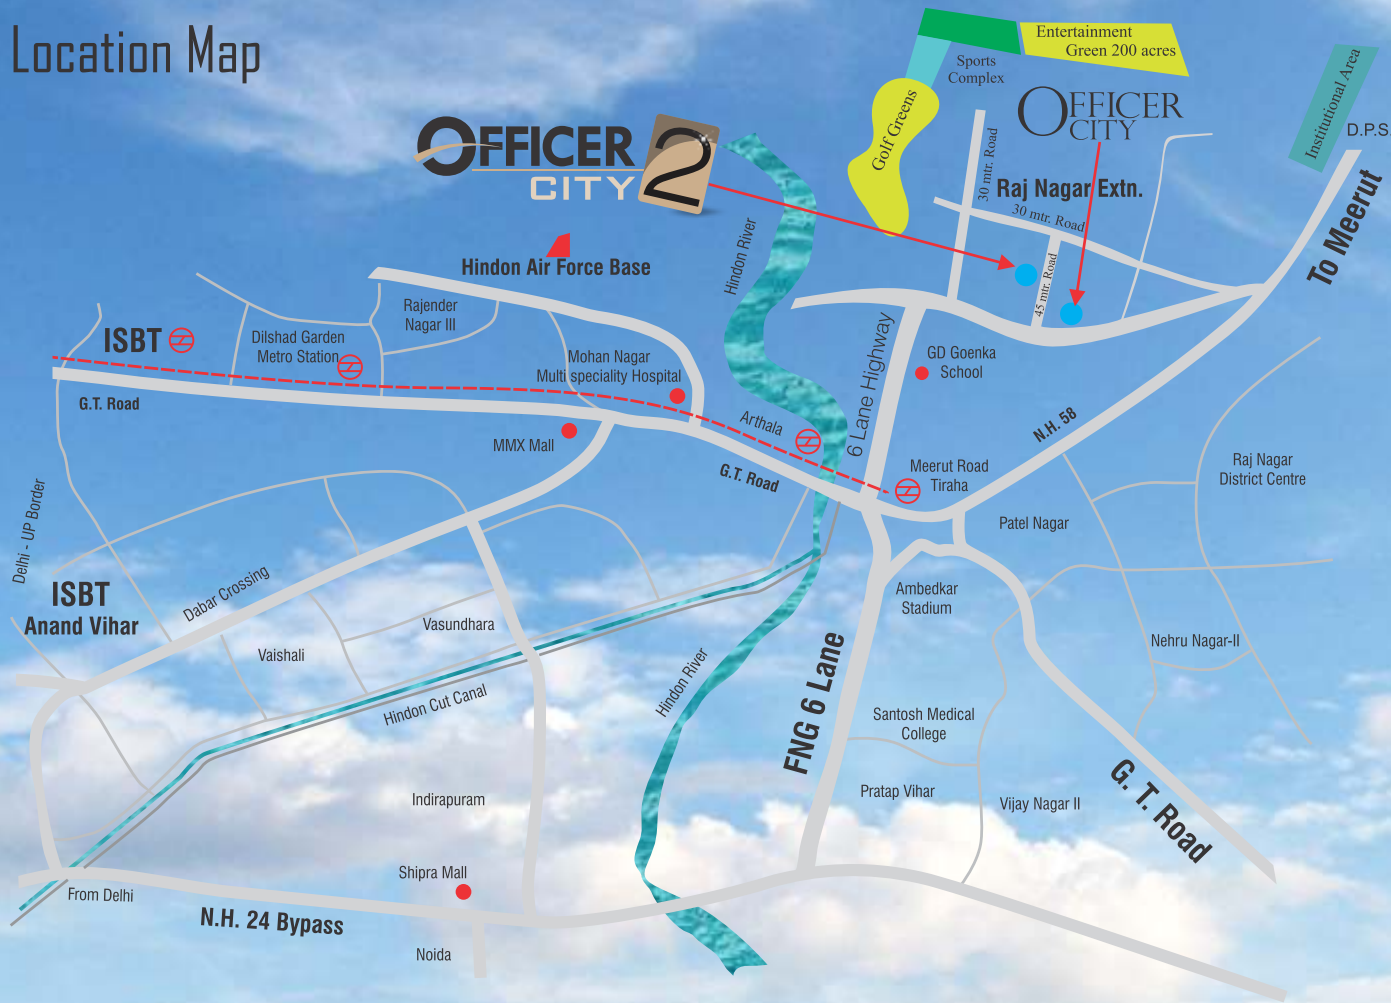 Location Map
Entertainment
Green 200 acres
Sports
Complex
Institutional Area
D.P.S
OFFICER
CITY
Golf Greens
OFFICER
CITY
2
30 mtr. Road
Raj Nagar Extn.
30 mtr. Road
To Meerut
Hindon River
45 mtr. Road
Hindon Air Force Base
Rajender
Nagar III
ISBT
Dilshad Garden
Metro Station
Mohan Nagar
Multi speciality Hospital
6 Lane Highway
GD Goenka
School
G.T. Road
MMX Mall
Arthala
N.H. 58
G.T. Road
Meerut Road
Tiraha
Raj Nagar
District Centre
Patel Nagar
Delhi - UP Border
ISBT
Anand Vihar
Dabar Crossing
Vasundhara
Vaishali
Ambedkar
Stadium
Nehru Nagar-II
Hindon Cut Canal
Hindon River
FNG 6 Lane
Santosh Medical
College
Indirapuram
Pratap Vihar
Vijay Nagar II
G. T. Road
Shipra Mall
From Delhi
N.H. 24 Bypass
Noida